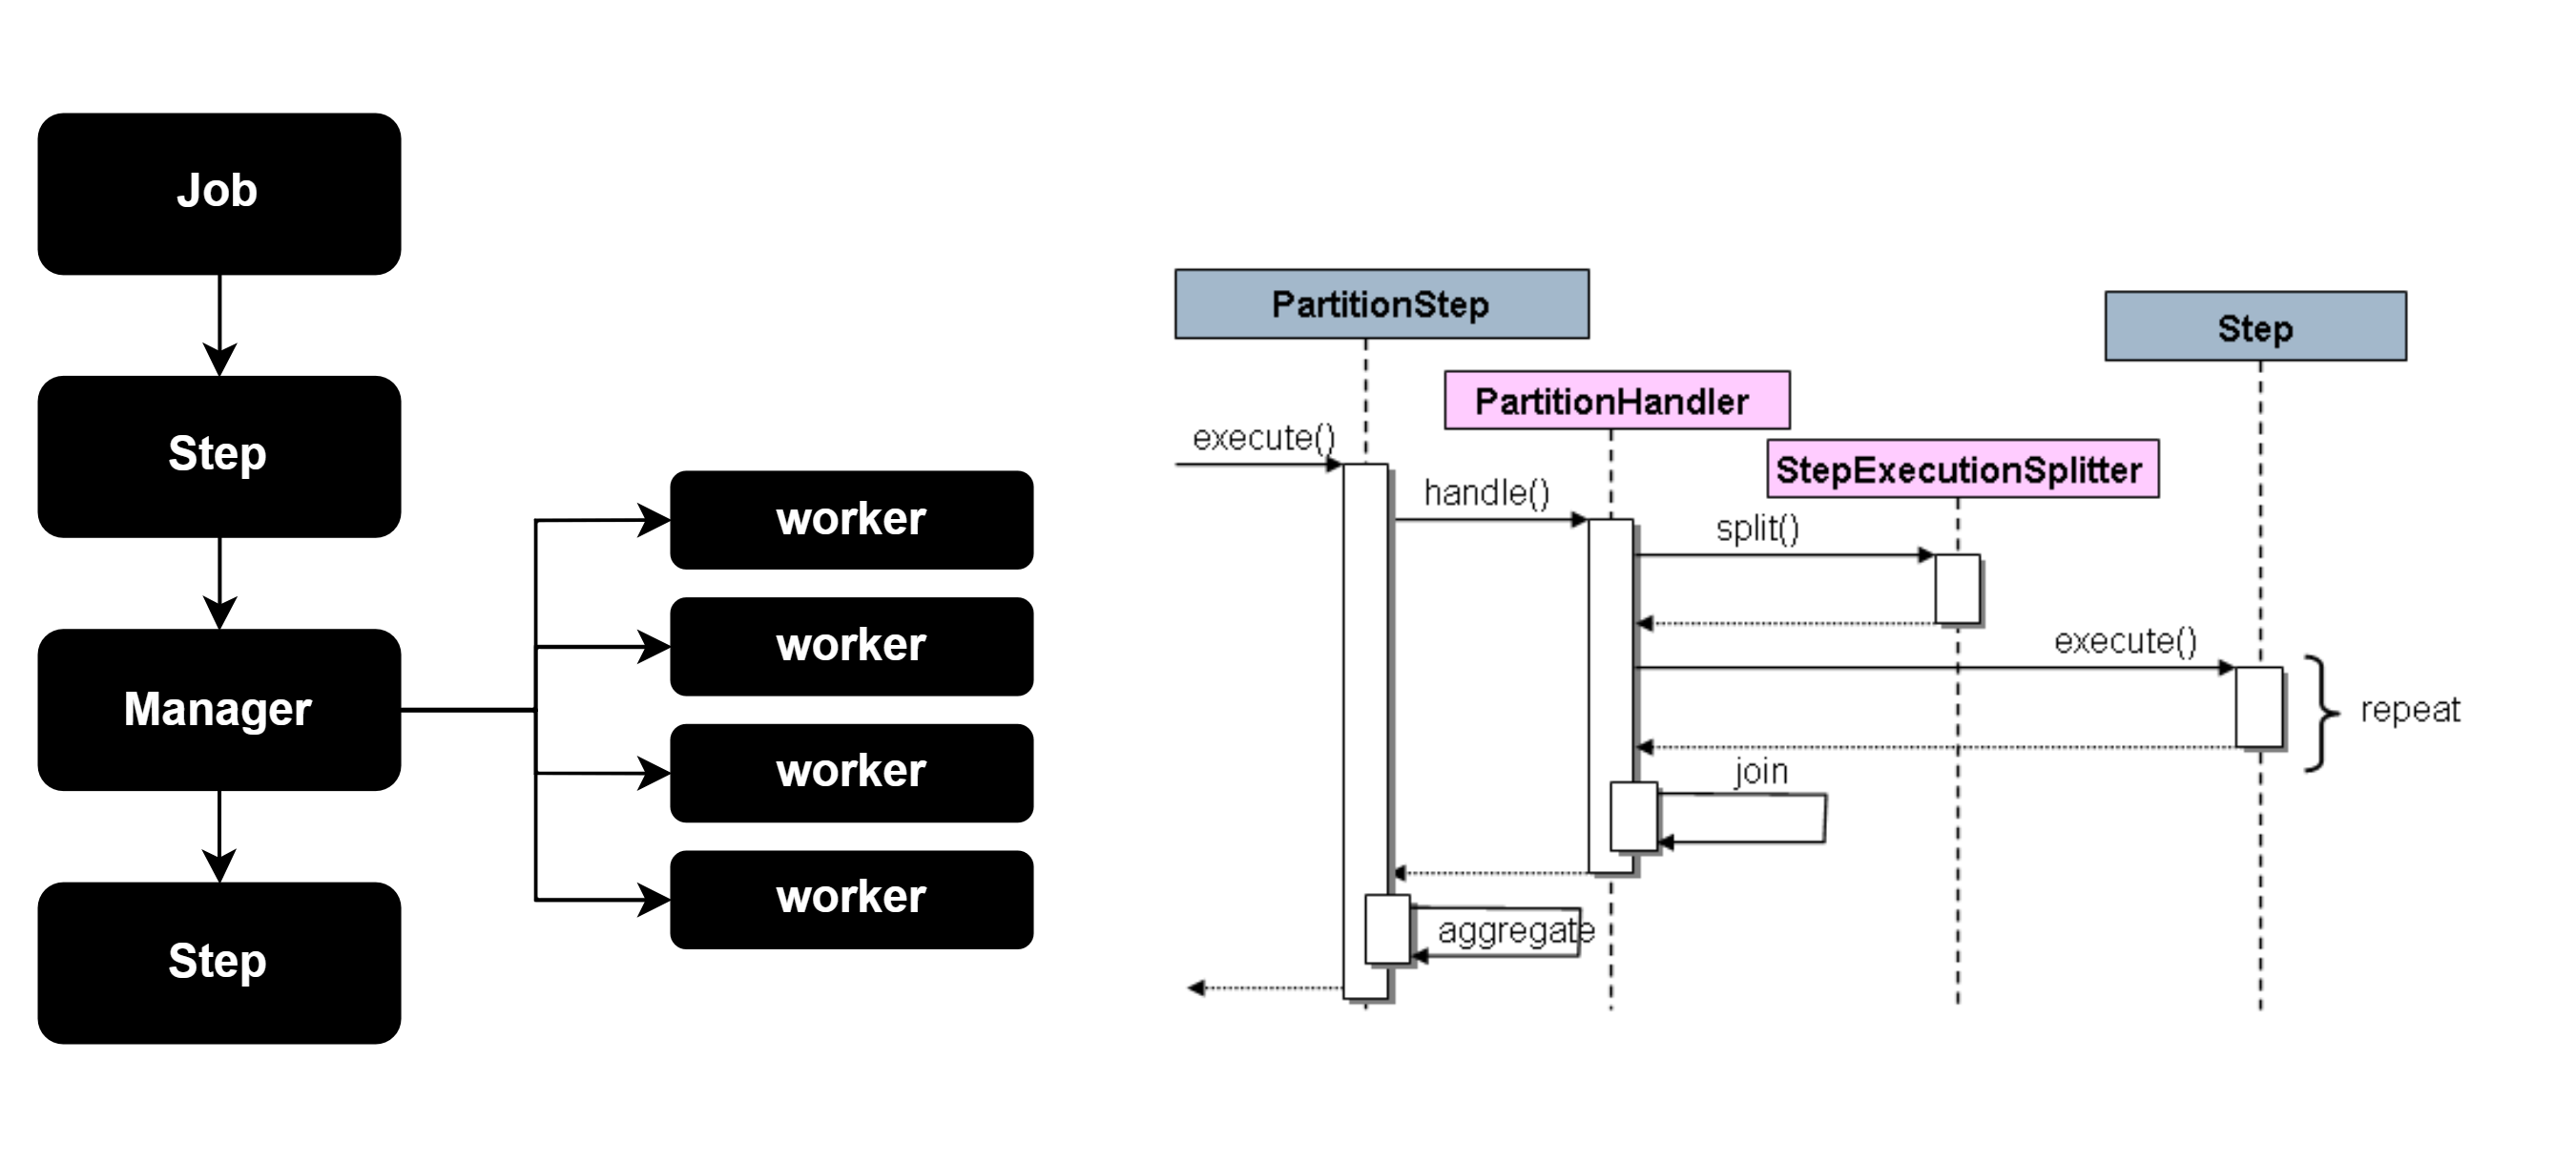 Job
Step
Manager
Step
worker
worker
worker
worker
PartitionStep
Step
PartitionHandler
execute()
StepExecutionSplitter
handle()
split()
execute()
repeat
join
aggregate